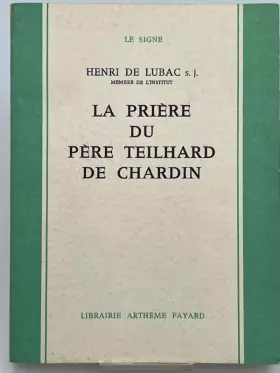 LE SIGNE
HENRI DE LUBAC s. j.
MEMBRE DE L'INSTITUT
LA PRIÈRE
DU
PÈRE TEILHARD
DE CHARDIN
LIBRAIRIE ARTHÈME FAYARD